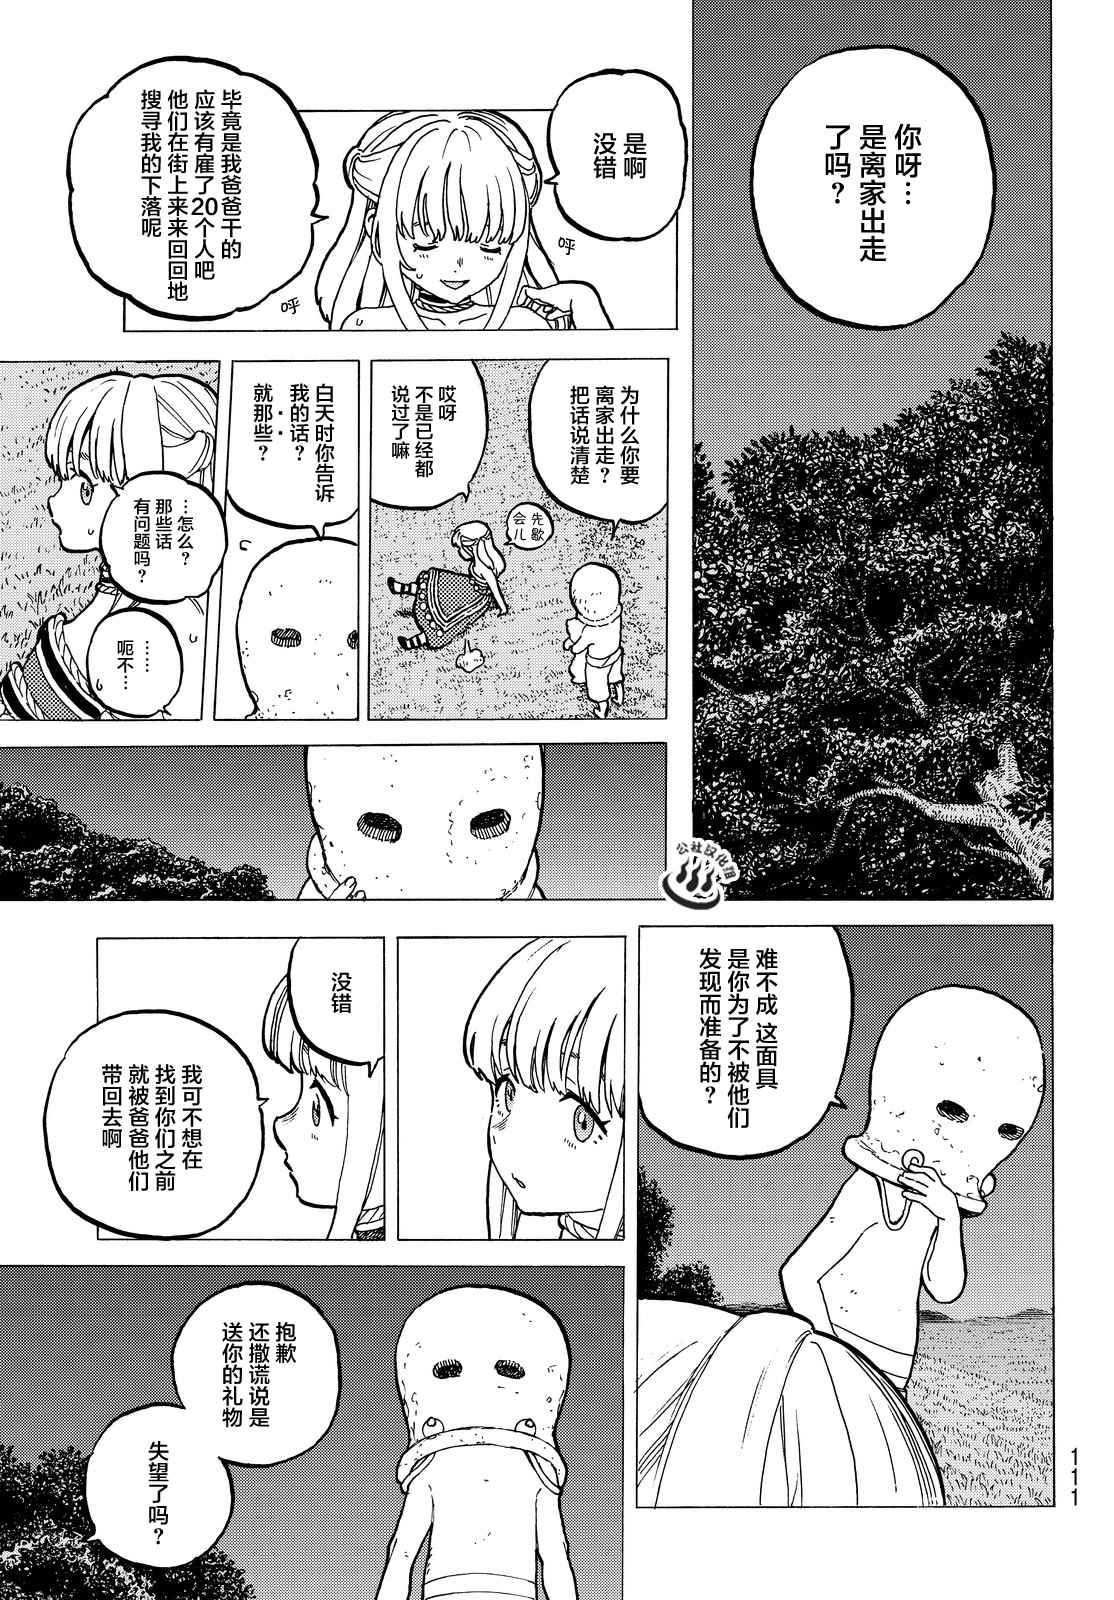 你呀…
是离家出走
了吗？
是啊
没错
呼
毕竟是我爸爸干的
应该有雇了20个人吧
他们在街上来来回回地
搜寻我的下落呢
呼
为什么你要
离家出走？
把话说清楚
哎呀
不是已经都
说过了嘛
先歇
会儿
白天时你告诉
我的话？
就那些？
…怎么？
那些话
有问题吗？
……
呃不…
公社汉化组
难不成 这面具
是你为了不被他们
发现而准备的？
没错
我可不想在
找到你们之前
就被爸爸他们
带回去啊
抱歉
还撒谎说是
送你的礼物
失望了吗？
111